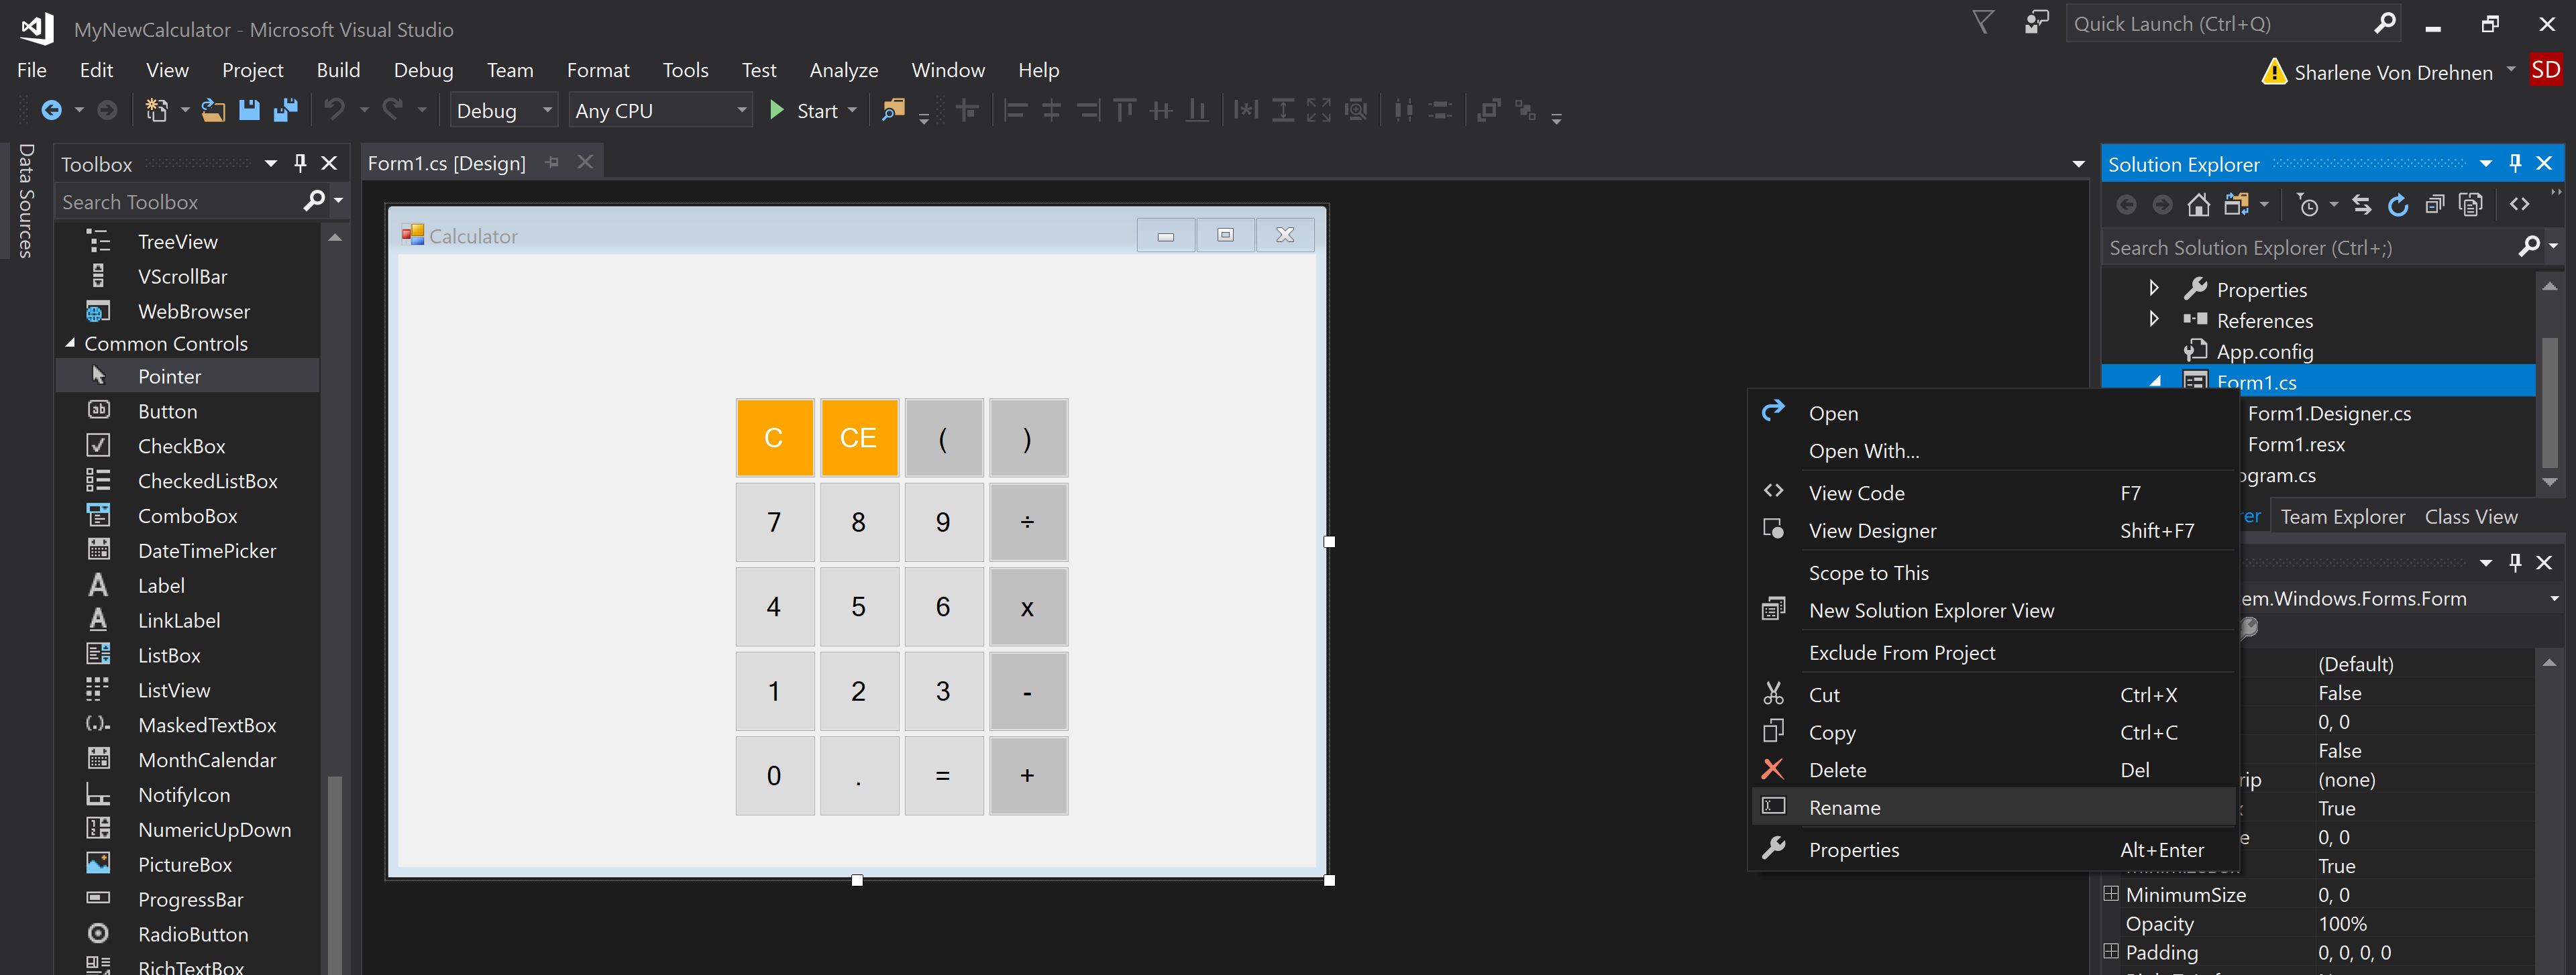 MyNewCalculator - Microsoft Visual Studio
Quick Launch (Ctrl+Q)
File Edit View Project Build Debug Team Format Tools Test Analyze Window Help
Sharlene Von Drehnen SD
Debug Any CPU Start
Data Sources
Toolbox
Search Toolbox
TreeView
VScrollBar
WebBrowser
Common Controls
Pointer
Button
CheckBox
CheckedListBox
ComboBox
DateTimePicker
Label
LinkLabel
ListBox
ListView
MaskedTextBox
MonthCalendar
NotifyIcon
NumericUpDown
PictureBox
ProgressBar
RadioButton
RichTextBox
Form1.cs [Design]
Calculator
C CE ( )
7 8 9 ÷
4 5 6 x
1 2 3 -
0 . = +
Solution Explorer
Search Solution Explorer (Ctrl+;)
Properties
References
App.config
Form1.cs
Form1.Designer.cs
Form1.resx
ogram.cs
rer Team Explorer Class View
Open
Open With...
View Code F7
View Designer Shift+F7
Scope to This
New Solution Explorer View
Exclude From Project
Cut Ctrl+X
Copy Ctrl+C
Delete Del
Rename
Properties Alt+Enter
em.Windows.Forms.Form
(Default)
False
0, 0
False
rip (none)
True
e 0, 0
True
MinimumSize 0, 0
Opacity 100%
Padding 0, 0, 0, 0